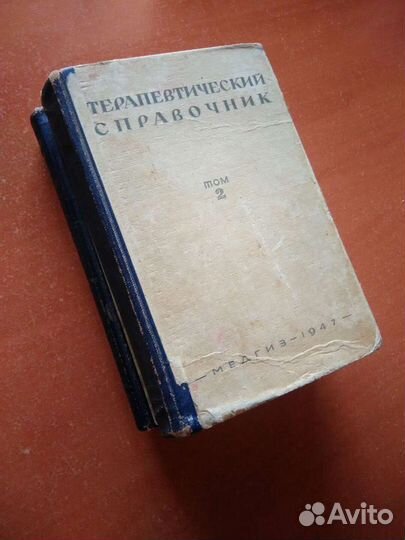 ТЕРАПЕВТИЧЕСКИЙ
СПРАВОЧНИК
том
2
—МЕДГИЗ—1947—
Avito